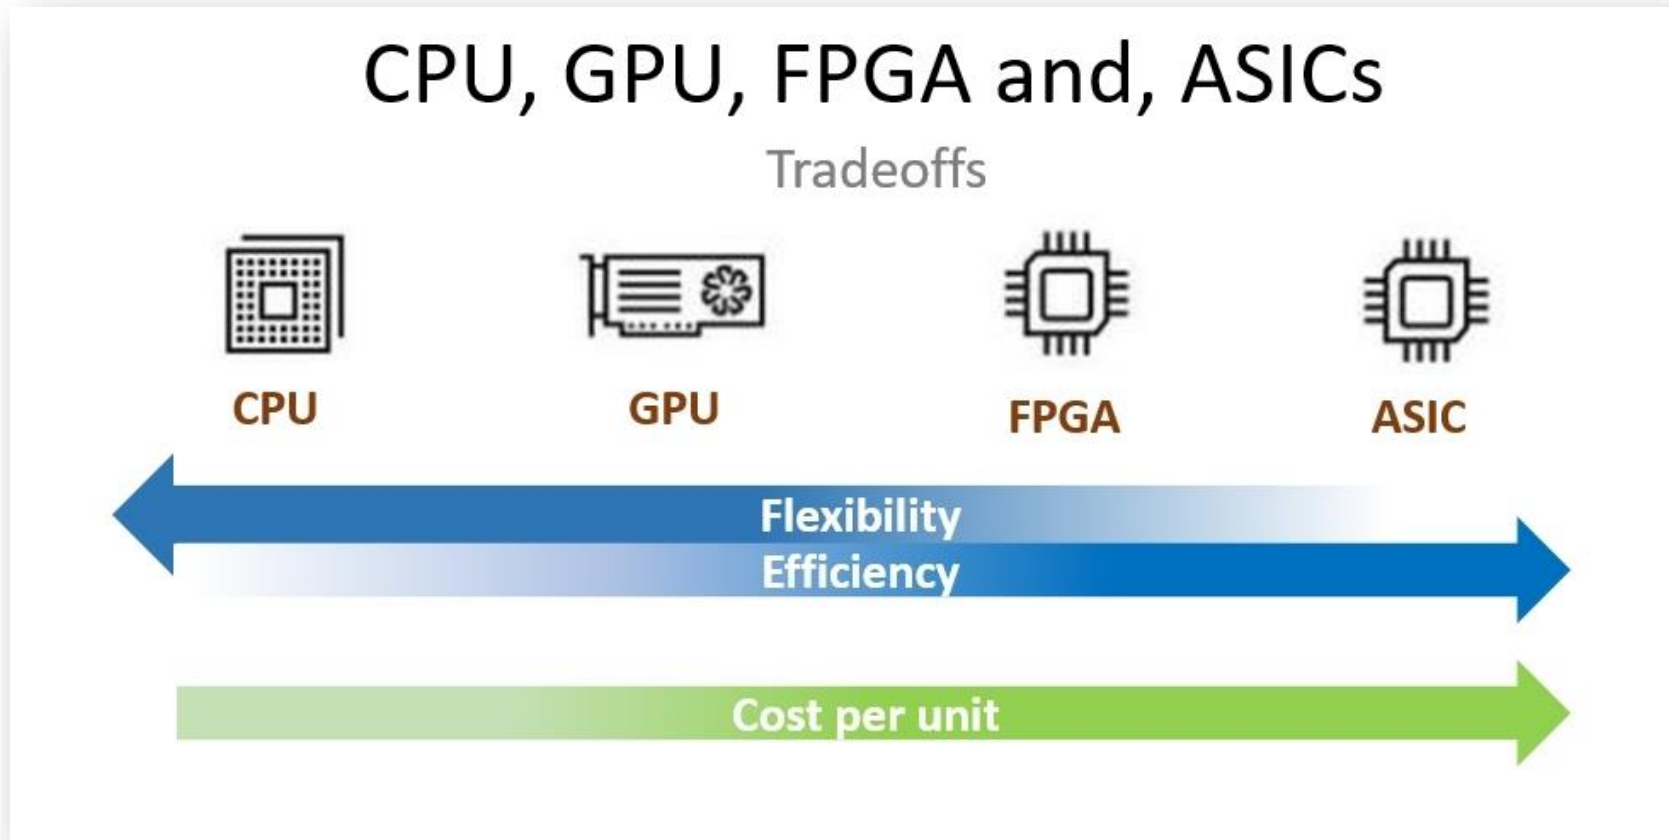 CPU, GPU, FPGA and, ASICs
Tradeoffs
CPU
GPU
FPGA
ASIC
Flexibility
Efficiency
Cost per unit